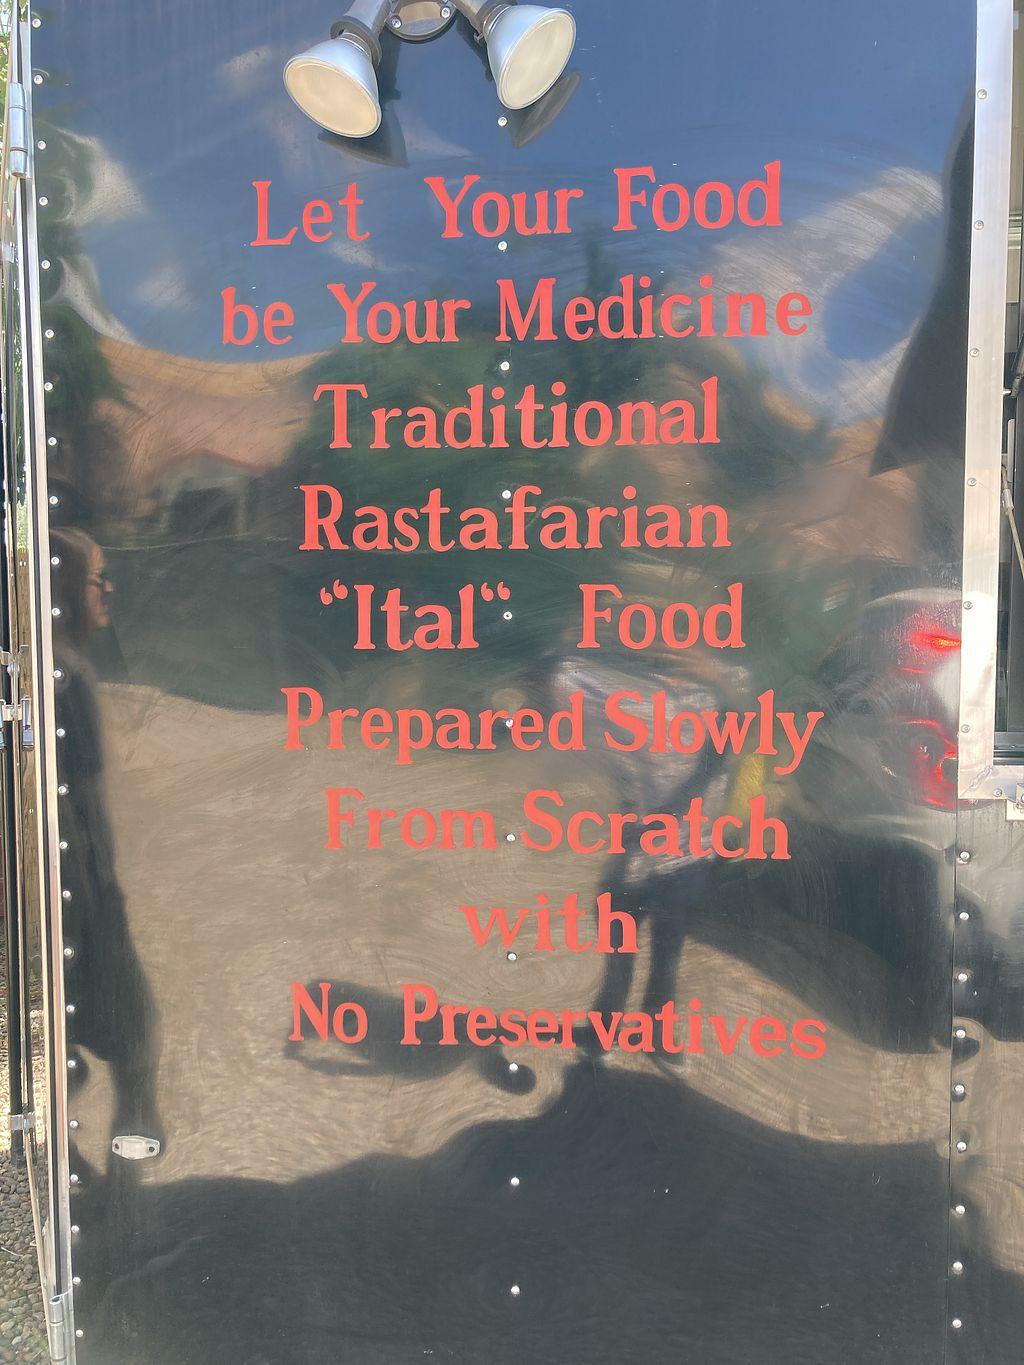 Let Your Food
be Your Medicine
Traditional
Rastafarian
“Ital“ Food
Prepared Slowly
From Scratch
with
No Preservatives